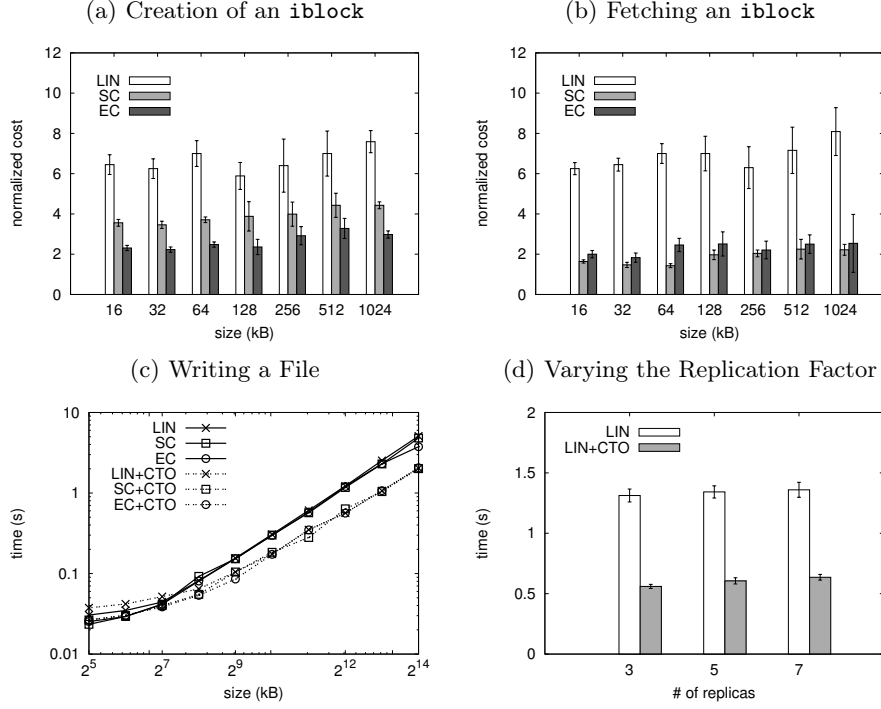 (a) Creation of an iblock
12
10
8
6
4
2
0
normalized cost
LIN
SC
EC
16 32 64 128 256 512 1024
size (kB)
(b) Fetching an iblock
12
10
8
6
4
2
0
normalized cost
LIN
SC
EC
16 32 64 128 256 512 1024
size (kB)
(c) Writing a File
10
1
0.1
0.01
time (s)
LIN
SC
EC
LIN+CTO
SC+CTO
EC+CTO
2^5 2^7 2^9 2^12 2^14
size (kB)
(d) Varying the Replication Factor
2
1.5
1
0.5
0
time (s)
LIN
LIN+CTO
3 5 7
# of replicas